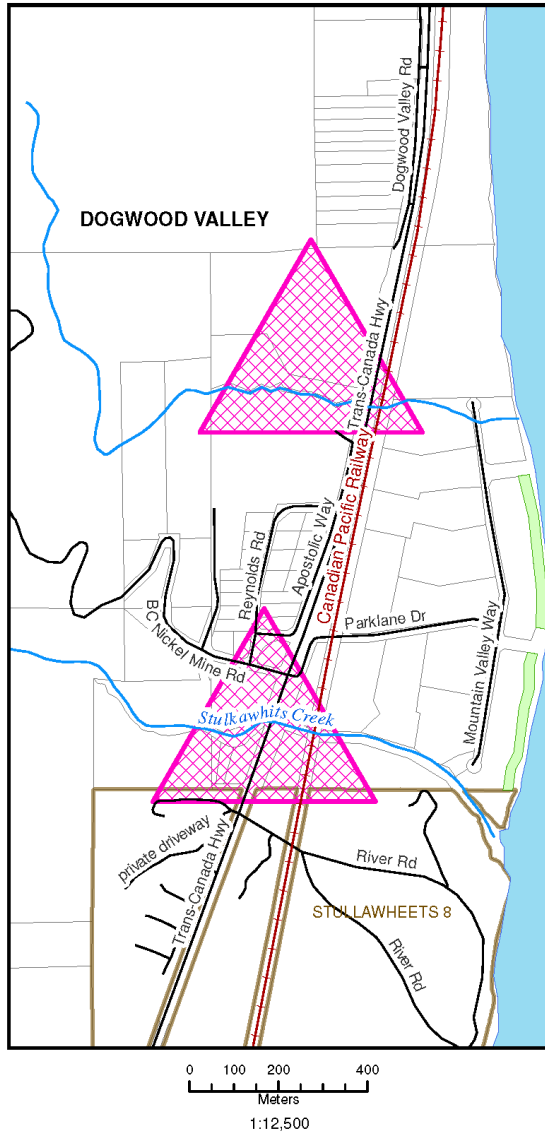 Dogwood Valley Rd
DOGWOOD VALLEY
Trans-Canada Hwy
Canadian Pacific Railway
Apostolic Way
Reynolds Rd
Parklane Dr
BC Nickel Mine Rd
Mountain Valley Way
Stulkawhits Creek
private driveway
Trans-Canada Hwy
River Rd
STULLAWHEETS 8
River Rd
0 100 200 400
Meters
1:12,500